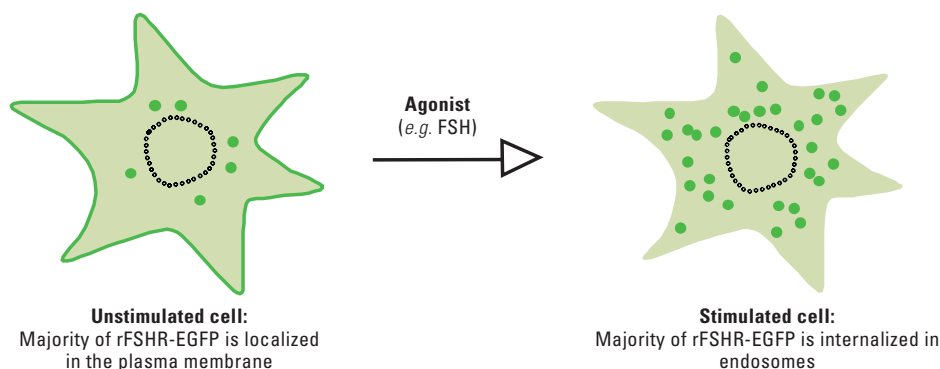 Agonist
(e.g. FSH)
Unstimulated cell:
Majority of rFSHR-EGFP is localized
in the plasma membrane
Stimulated cell:
Majority of rFSHR-EGFP is internalized in
endosomes